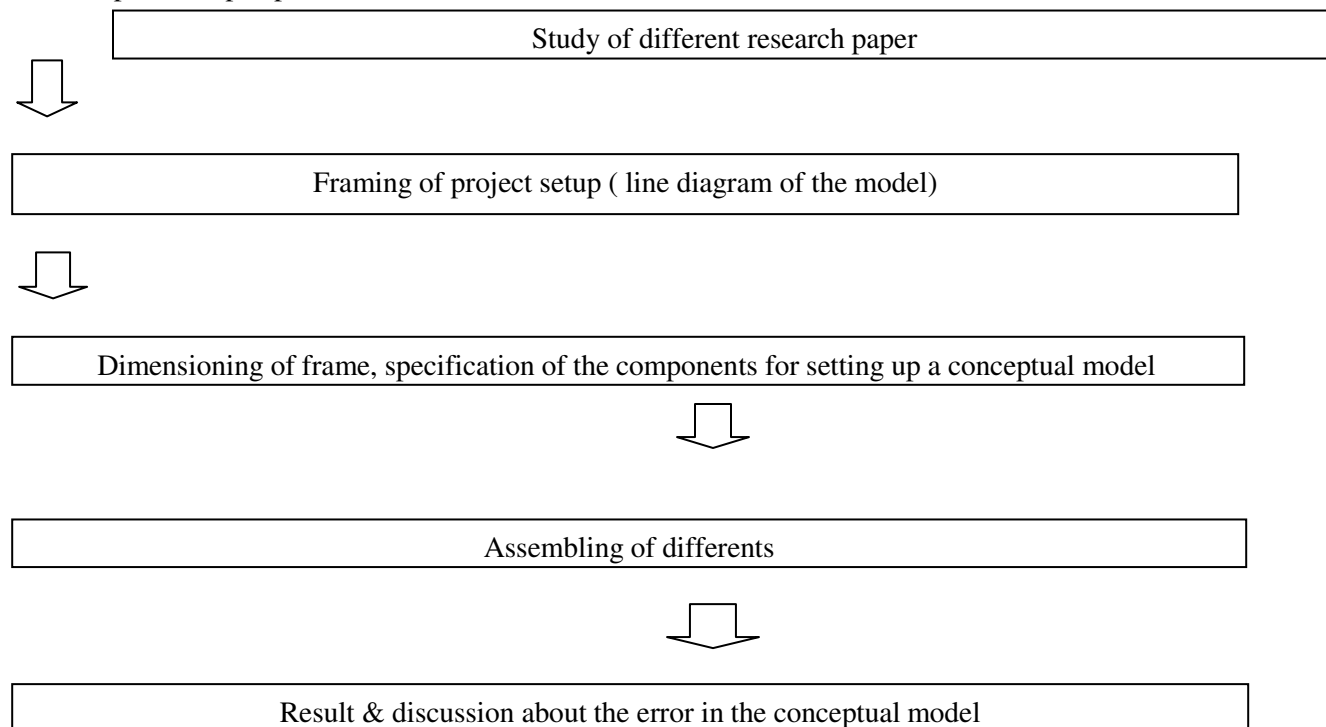 Study of different research paper
Framing of project setup ( line diagram of the model)
Dimensioning of frame, specification of the components for setting up a conceptual model
Assembling of differents
Result & discussion about the error in the conceptual model